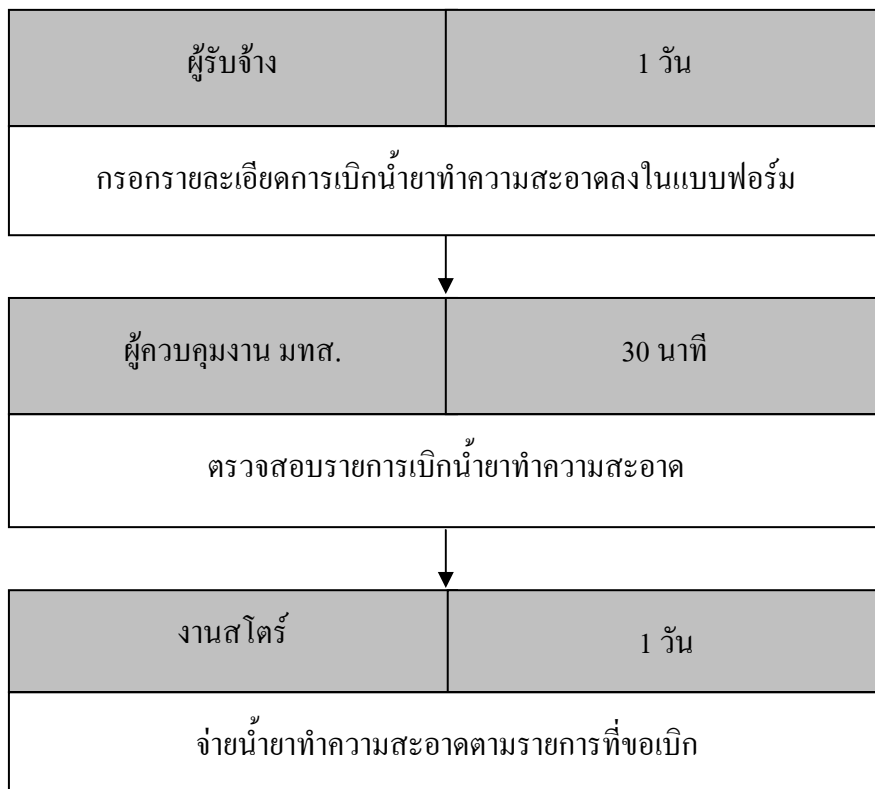 ผู้รับจ้าง 1 วัน
กรอกรายละเอียดการเบิกน้ำยาทำความสะอาดลงในแบบฟอร์ม
ผู้ควบคุมงาน มทส. 30 นาที
ตรวจสอบรายการเบิกน้ำยาทำความสะอาด
งานสโตร์ 1 วัน
จ่ายน้ำยาทำความสะอาดตามรายการที่ขอเบิก